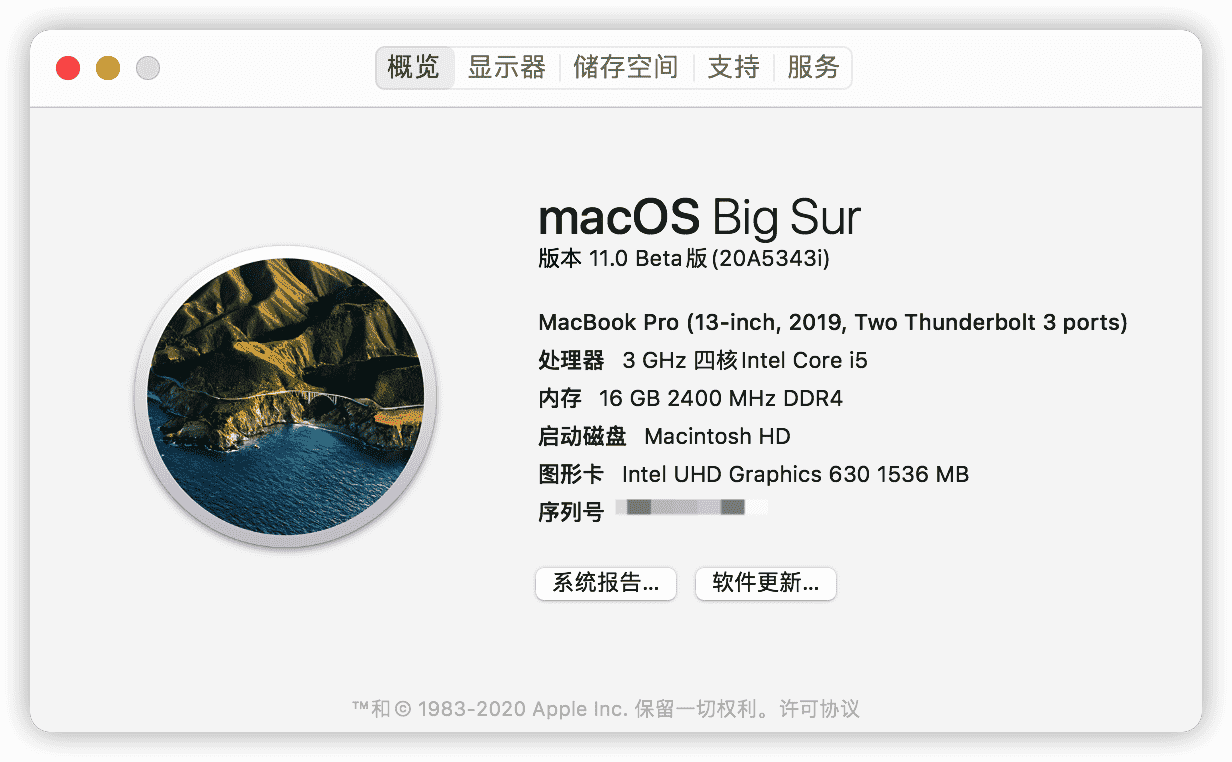 概览 显示器 储存空间 支持 服务
macOS Big Sur
版本 11.0 Beta版 (20A5343i)
MacBook Pro (13-inch, 2019, Two Thunderbolt 3 ports)
处理器 3 GHz 四核Intel Core i5
内存 16 GB 2400 MHz DDR4
启动磁盘 Macintosh HD
图形卡 Intel UHD Graphics 630 1536 MB
序列号
系统报告... 软件更新...
™和© 1983-2020 Apple Inc. 保留一切权利。许可协议